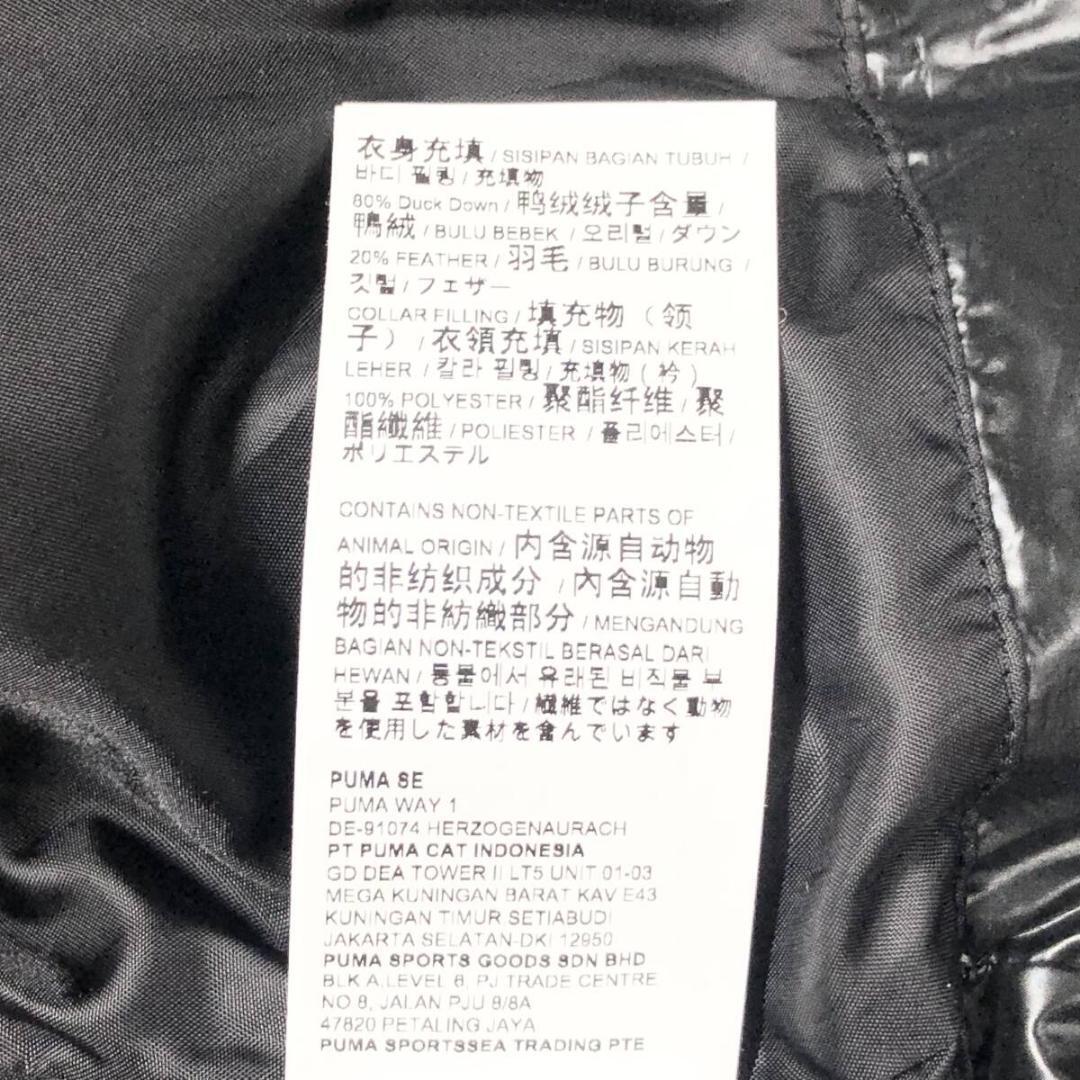 衣身充填 / SISIPAN BAGIAN TUBUH /
바디 필링 / 充填物
80% Duck Down / 鸭绒绒子含量 /
鴨絨 / BULU BEBEK / 오리털 / ダウン
20% FEATHER / 羽毛 / BULU BURUNG /
깃털 / フェザー
COLLAR FILLING / 填充物（领
子） / 衣領充填 / SISIPAN KERAH
LEHER / 칼라 필링 / 充填物 ( 衿 )
100% POLYESTER / 聚酯纤维 / 聚
酯纖維 / POLIESTER / 폴리에스터 /
ポリエステル
CONTAINS NON-TEXTILE PARTS OF
ANIMAL ORIGIN / 内含源自动物
的非纺织成分 / 內含源自動
物的非紡織部分 / MENGANDUNG
BAGIAN NON-TEKSTIL BERASAL DARI
HEWAN / 동물에서 유래된 비직물 부
분을 포함합니다 / 繊維ではなく動物
を使用した素材を含んでいます
PUMA SE
PUMA WAY 1
DE-91074 HERZOGENAURACH
PT PUMA CAT INDONESIA
GD DEA TOWER II LT5 UNIT 01-03
MEGA KUNINGAN BARAT KAV E43
KUNINGAN TIMUR SETIABUDI
JAKARTA SELATAN-DKI 12950
PUMA SPORTS GOODS SDN BHD
BLK A,LEVEL 8, PJ TRADE CENTRE
NO 8, JALAN PJU 8/8A
47820 PETALING JAYA
PUMA SPORTSSEA TRADING PTE